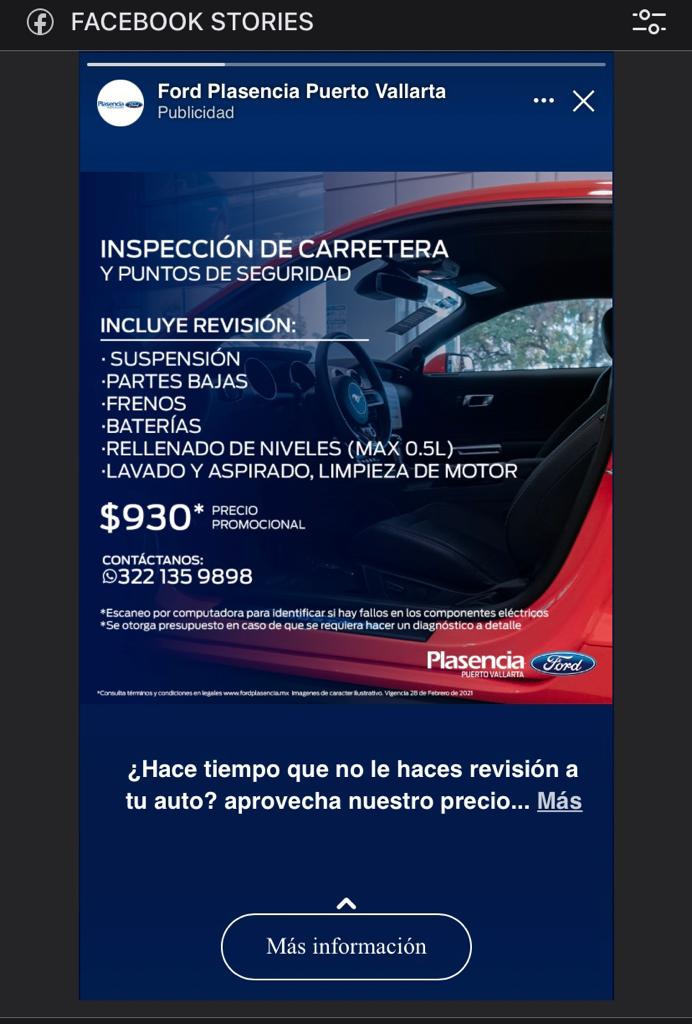 FACEBOOK STORIES
Ford Plasencia Puerto Vallarta
Publicidad
Plasencia Ford
INSPECCIÓN DE CARRETERA
Y PUNTOS DE SEGURIDAD
INCLUYE REVISIÓN:
· SUSPENSIÓN
·PARTES BAJAS
·FRENOS
·BATERÍAS
·RELLENADO DE NIVELES (MAX 0.5L)
·LAVADO Y ASPIRADO, LIMPIEZA DE MOTOR
$930* PRECIO
PROMOCIONAL
CONTÁCTANOS:
322 135 9898
*Escaneo por computadora para identificar si hay fallos en los componentes eléctricos
*Se otorga presupuesto en caso de que se requiera hacer un diagnóstico a detalle
Plasencia Ford
PUERTO VALLARTA
*Consulta términos y condiciones en legales www.fordplasencia.mx Imagenes de caracter Ilustrativo. Vigencia 28 de Febrero de 2021
¿Hace tiempo que no le haces revisión a
tu auto? aprovecha nuestro precio... Más
Más información